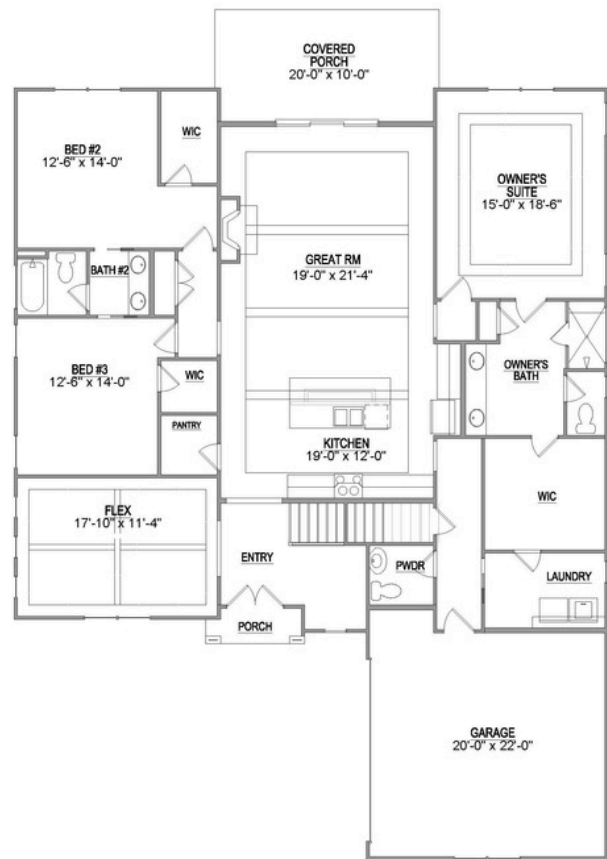 COVERED
PORCH
20'-0" x 10'-0"
BED #2
12'-6" x 14'-0"
WIC
OWNER'S
SUITE
15'-0" x 18'-6"
BATH #2
GREAT RM
19'-0" x 21'-4"
BED #3
12'-6" x 14'-0"
WIC
OWNER'S
BATH
PANTRY
KITCHEN
19'-0" x 12'-0"
WIC
FLEX
17'-10" x 11'-4"
ENTRY
PWDR
LAUNDRY
PORCH
GARAGE
20'-0" x 22'-0"